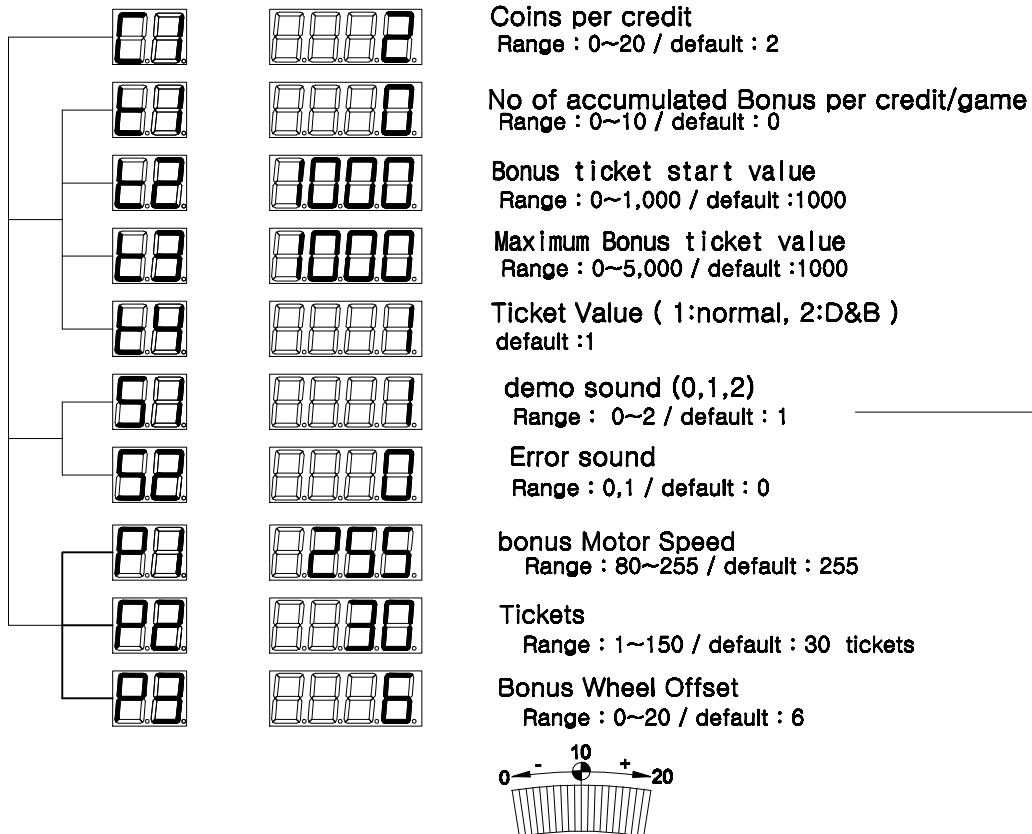 C1 2 Coins per credit
Range : 0~20 / default : 2
t1 0 No of accumulated Bonus per credit/game
Range : 0~10 / default : 0
t2 1000 Bonus ticket start value
Range : 0~1,000 / default :1000
t3 1000 Maximum Bonus ticket value
Range : 0~5,000 / default :1000
t4 1 Ticket Value ( 1:normal, 2:D&B )
default :1
S1 1 demo sound (0,1,2)
Range : 0~2 / default : 1
S2 0 Error sound
Range : 0,1 / default : 0
P1 255 bonus Motor Speed
Range : 80~255 / default : 255
P2 30 Tickets
Range : 1~150 / default : 30 tickets
P3 6 Bonus Wheel Offset
Range : 0~20 / default : 6
10
0 - + 20